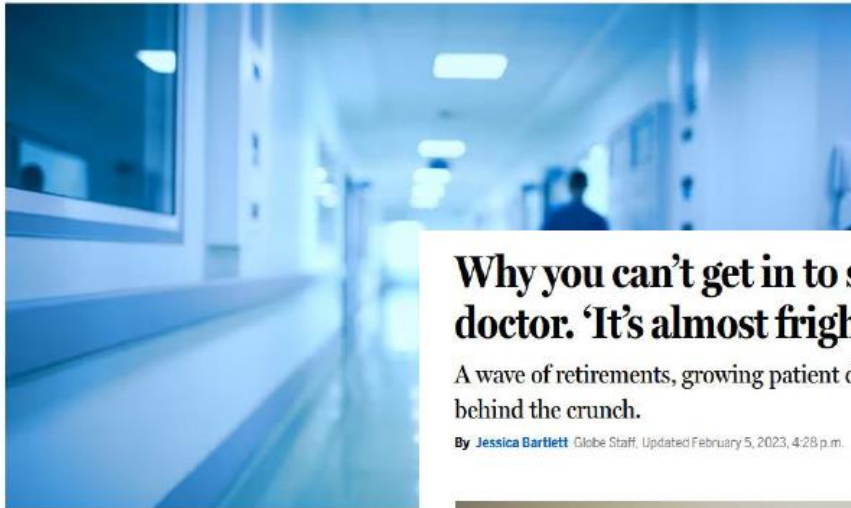 Why you can’t get in to
doctor. ‘It’s almost
A wave of retirements, growing patient
behind the crunch.
By Jessica Bartlett Globe Staff, Updated February 5, 2023, 4:28 p.m.